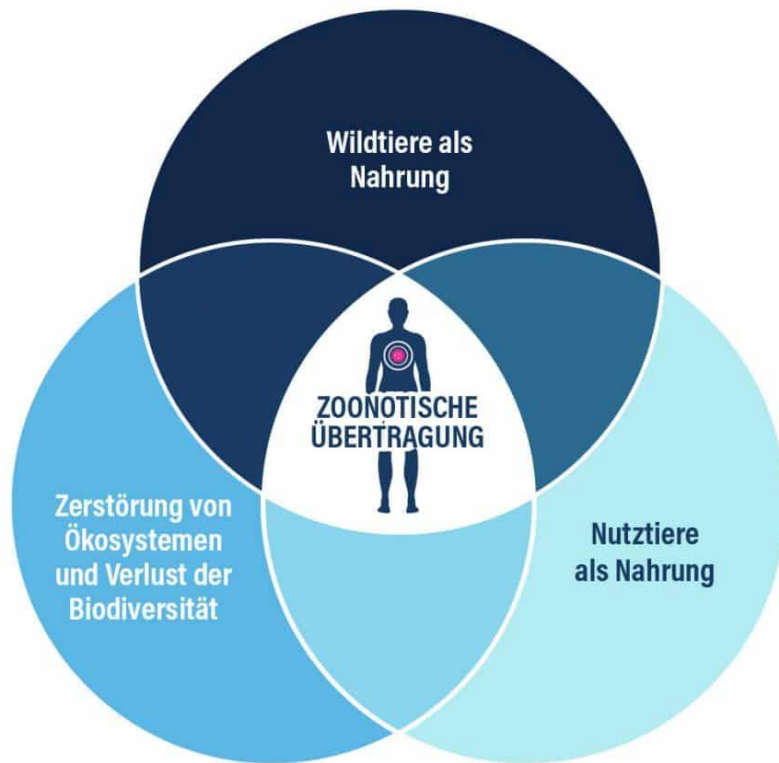 Wildtiere als
Nahrung
ZOONOTISCHE
ÜBERTRAGUNG
Zerstörung von
Ökosystemen
und Verlust der
Biodiversität
Nutztiere
als Nahrung